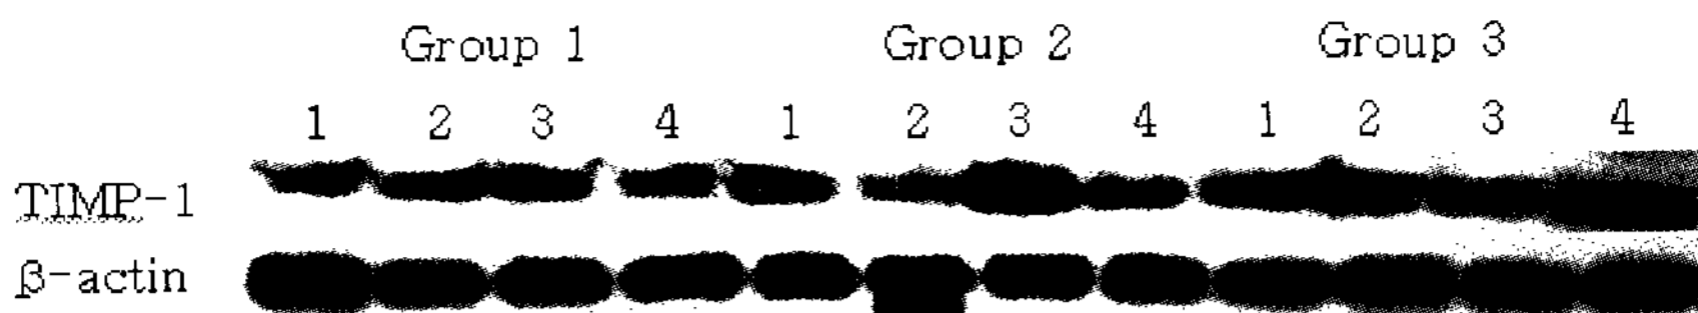 Group 1 Group 2 Group 3
1 2 3 4 1 2 3 4 1 2 3 4
TIMP-1
β-actin